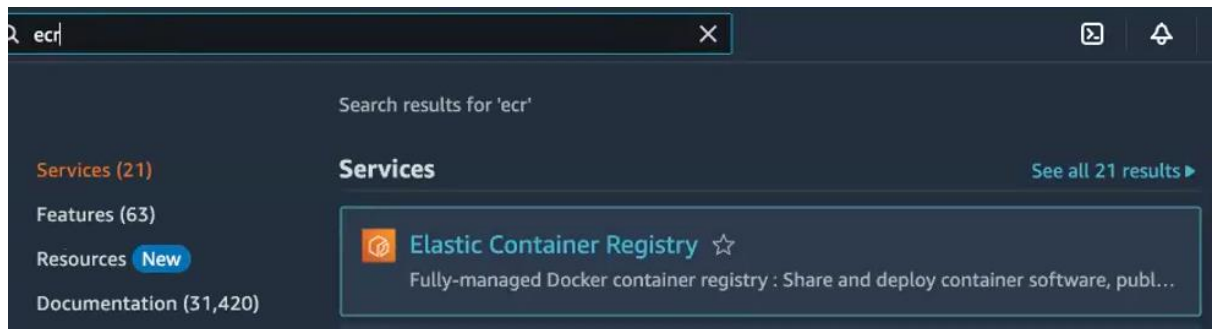 ecr
Search results for 'ecr'
Services (21)
Features (63)
Resources New
Documentation (31,420)
Services
See all 21 results
Elastic Container Registry
Fully-managed Docker container registry : Share and deploy container software, publ...